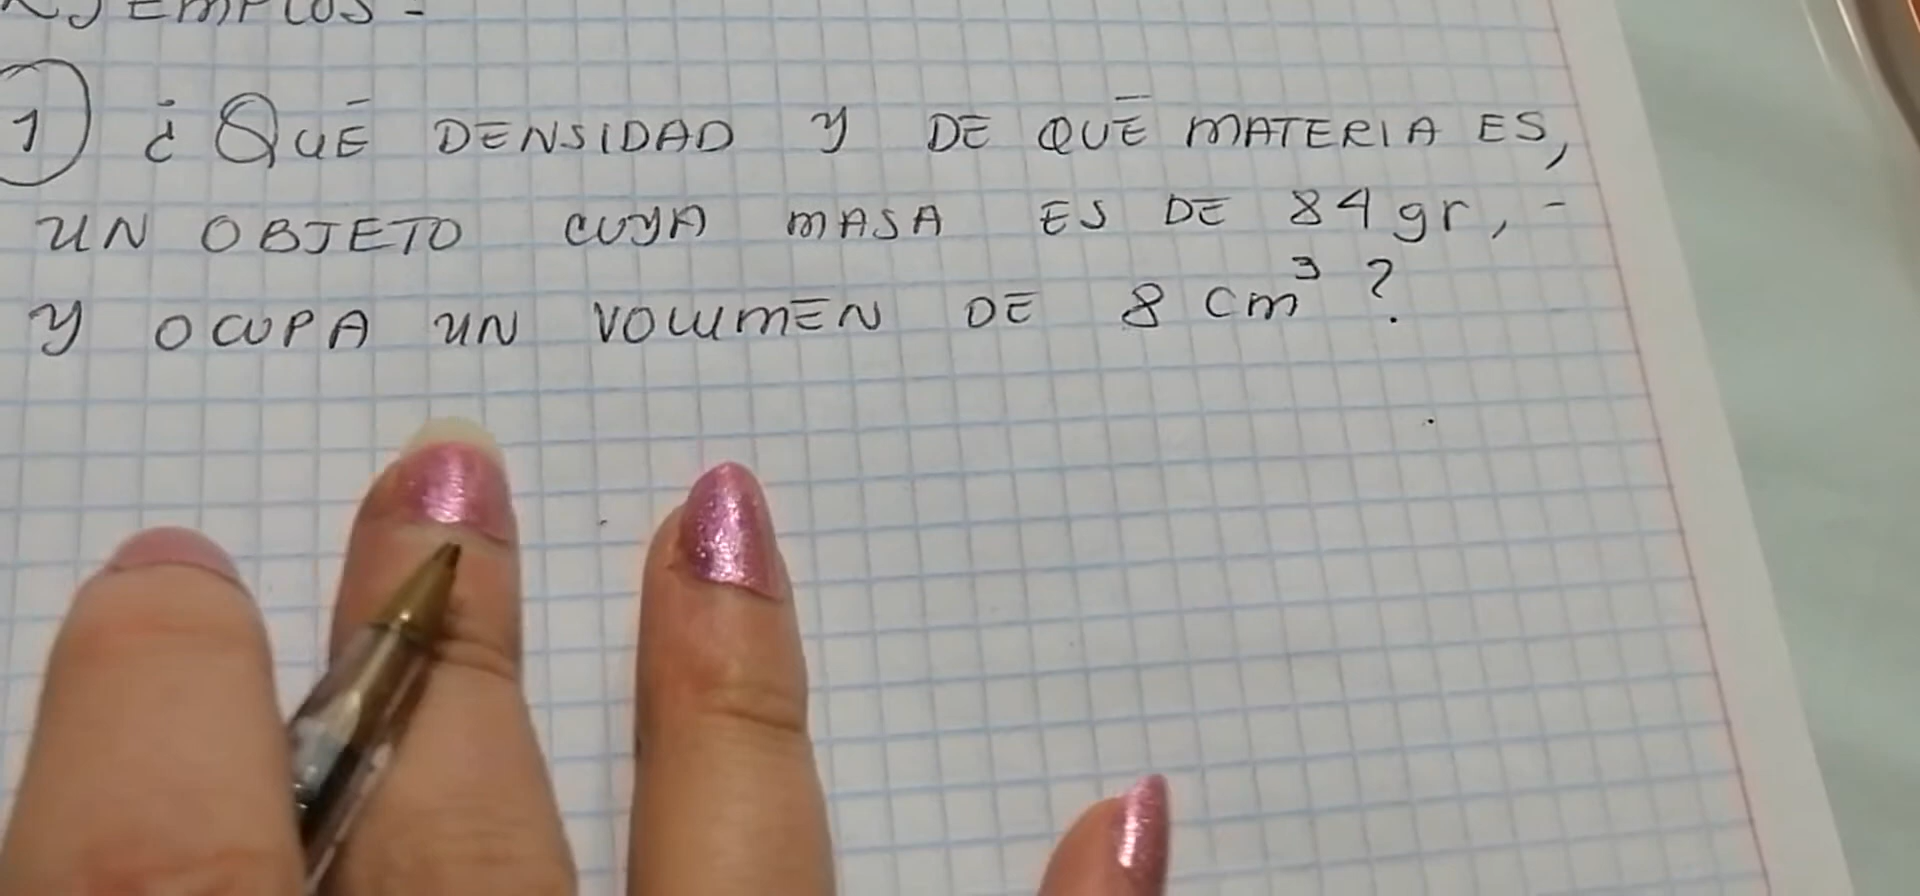 EJEMPLOS -
1) ¿QUÉ DENSIDAD Y DE QUÉ MATERIA ES,
UN OBJETO CUYA MASA ES DE 84 gr, -
Y OCUPA UN VOLUMEN DE 8 cm³ ?